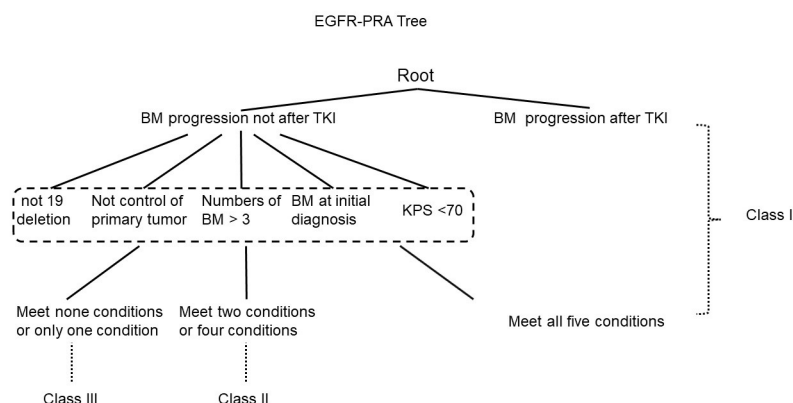 EGFR-PRA Tree
Root
BM progression not after TKI
BM progression after TKI
not 19
deletion
Not control of
primary tumor
Numbers of
BM > 3
BM at initial
diagnosis
KPS <70
Class I
Meet none conditions
or only one condition
Meet two conditions
or four conditions
Meet all five conditions
Class III
Class II